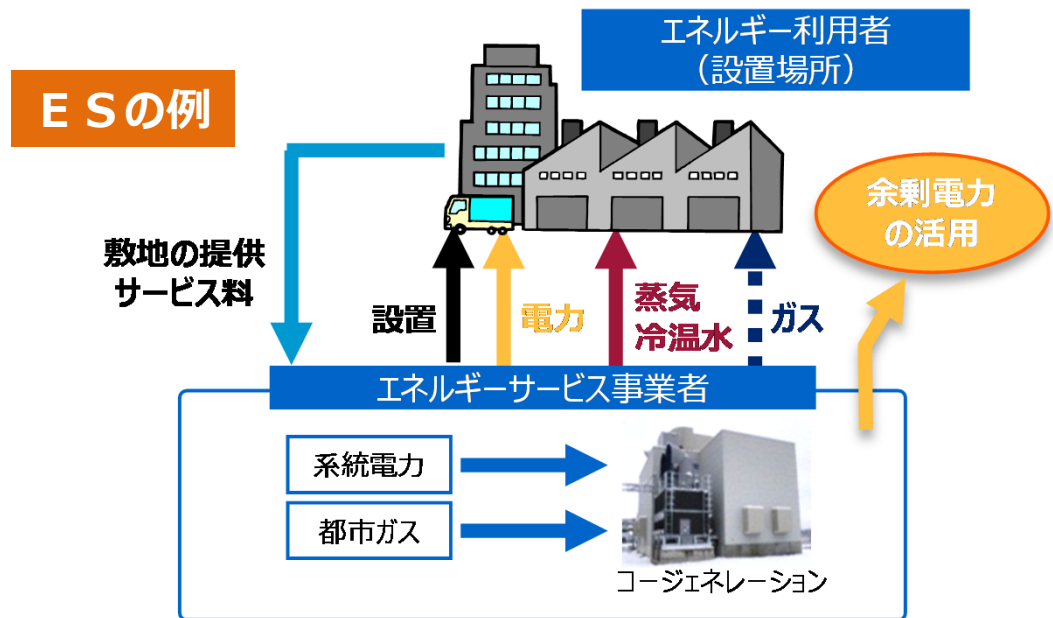 エネルギー利用者
（設置場所）
ＥＳの例
余剰電力
の活用
敷地の提供
サービス料
設置
電力
蒸気
冷温水
ガス
エネルギーサービス事業者
系統電力
都市ガス
コージェネレーション